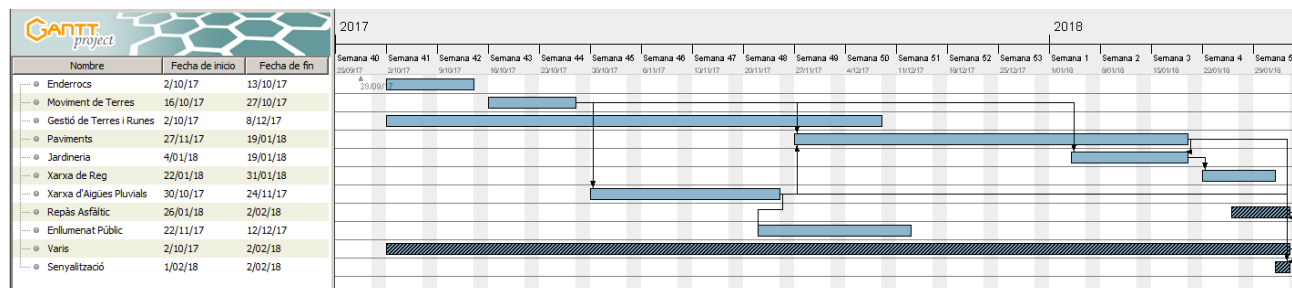 GANTT
project
2017
2018
Semana 40 Semana 41 Semana 42 Semana 43 Semana 44 Semana 45 Semana 46 Semana 47 Semana 48 Semana 49 Semana 50 Semana 51 Semana 52 Semana 53 Semana 1 Semana 2 Semana 3 Semana 4 Semana 5
25/09/17 2/10/17 9/10/17 16/10/17 23/10/17 30/10/17 6/11/17 13/11/17 20/11/17 27/11/17 4/12/17 11/12/17 18/12/17 25/12/17 1/01/18 8/01/18 15/01/18 22/01/18 29/01/18
Nombre Fecha de inicio Fecha de fin
28/09/17
Enderrocs 2/10/17 13/10/17
Moviment de Terres 16/10/17 27/10/17
Gestió de Terres i Runes 2/10/17 8/12/17
Paviments 27/11/17 19/01/18
Jardineria 4/01/18 19/01/18
Xarxa de Reg 22/01/18 31/01/18
Xarxa d'Aigües Pluvials 30/10/17 24/11/17
Repàs Asfàltic 26/01/18 2/02/18
Enllumenat Públic 22/11/17 12/12/17
Varis 2/10/17 2/02/18
Senyalització 1/02/18 2/02/18